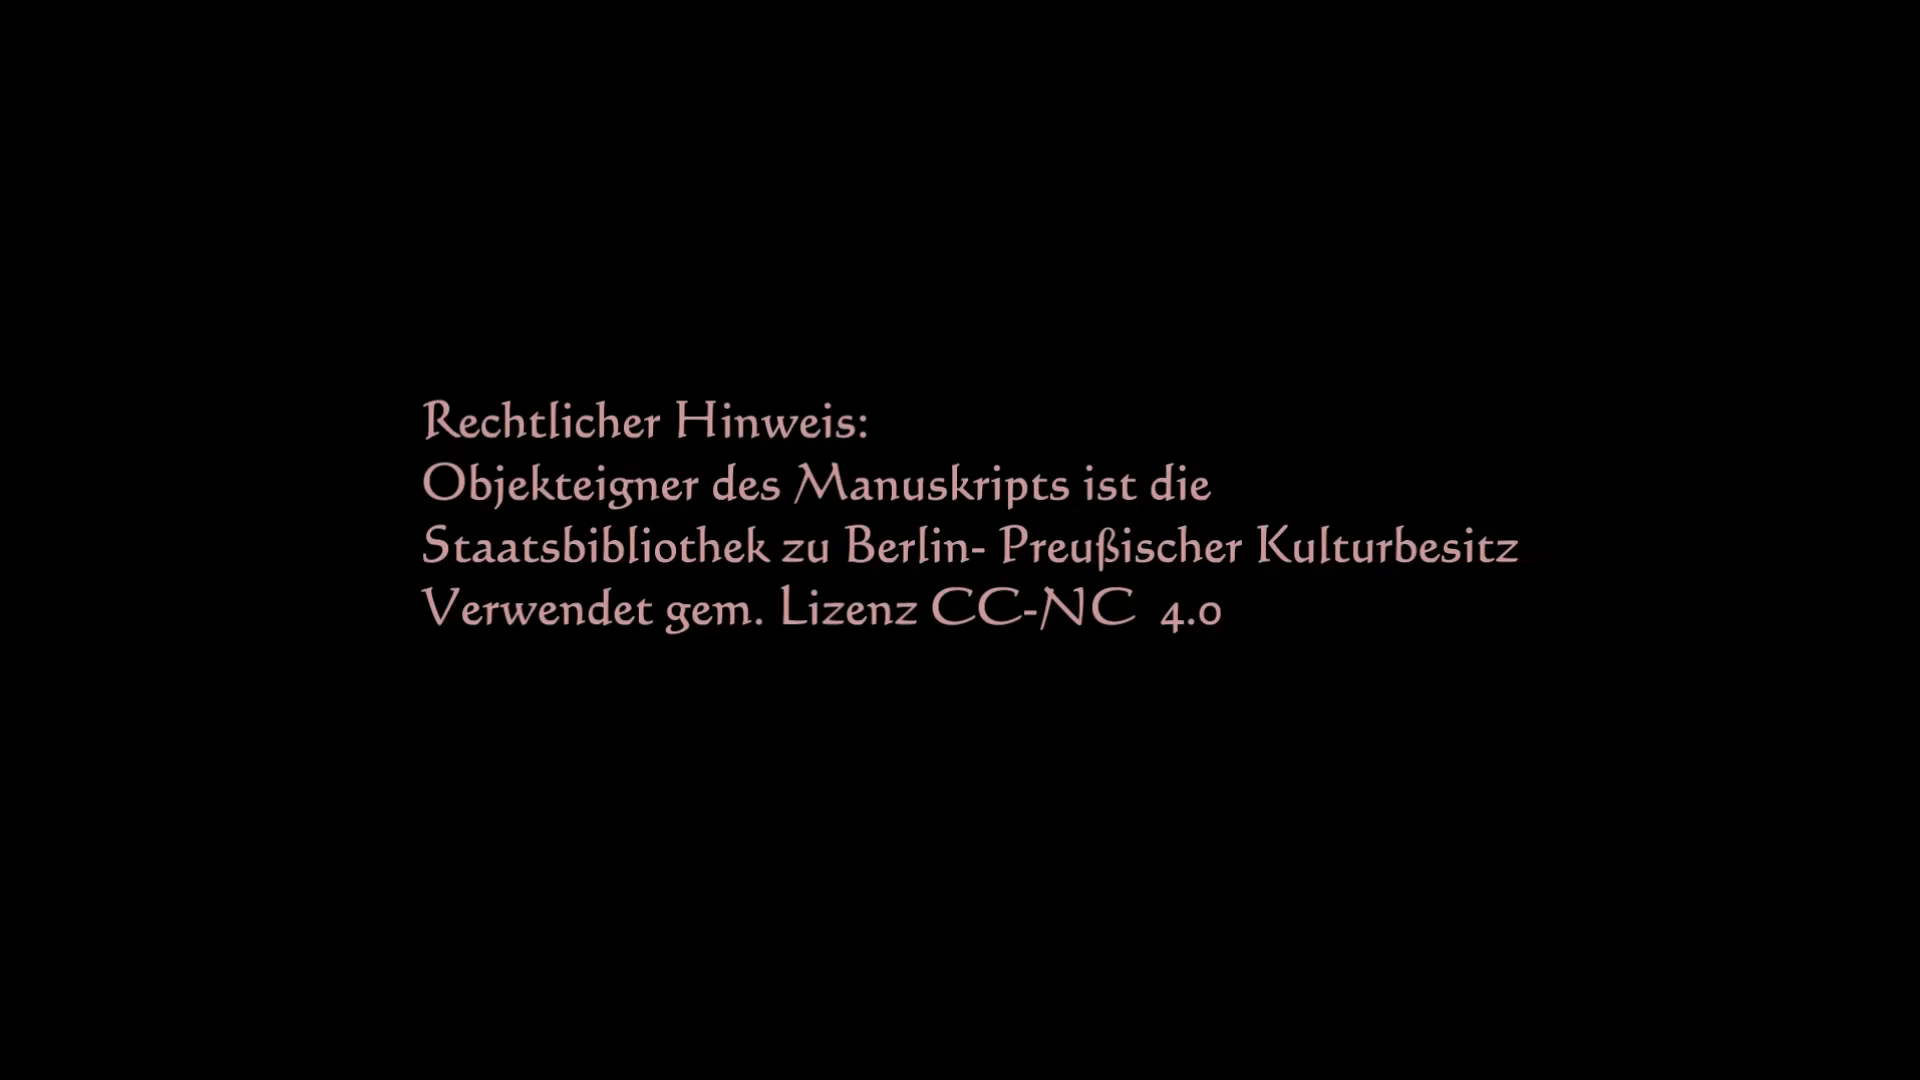 Rechtlicher Hinweis:
Objekteigner des Manuskripts ist die
Staatsbibliothek zu Berlin- Preußischer Kulturbesitz
Verwendet gem. Lizenz CC-NC  4.0